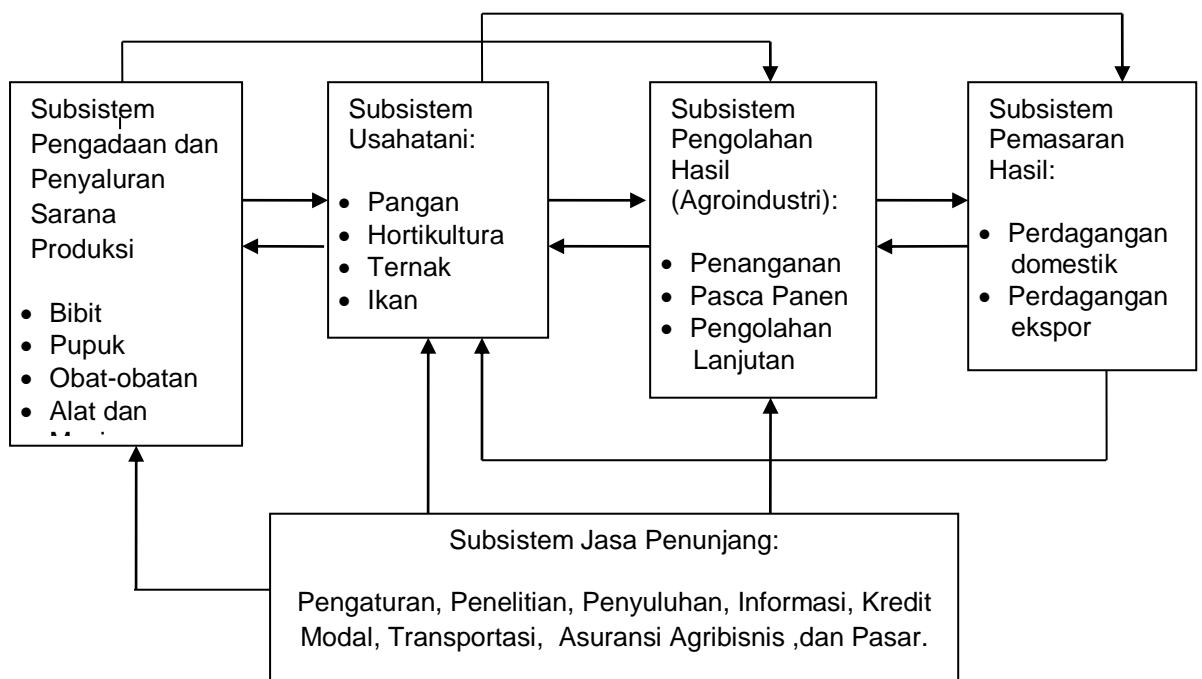 Subsistem
Pengadaan dan
Penyaluran
Sarana
Produksi
• Bibit
• Pupuk
• Obat-obatan
• Alat dan
Subsistem
Usahatani:
• Pangan
• Hortikultura
• Ternak
• Ikan
Subsistem
Pengolahan
Hasil
(Agroindustri):
• Penanganan
• Pasca Panen
• Pengolahan
Lanjutan
Subsistem
Pemasaran
Hasil:
• Perdagangan
domestik
• Perdagangan
ekspor
Subsistem Jasa Penunjang:
Pengaturan, Penelitian, Penyuluhan, Informasi, Kredit
Modal, Transportasi, Asuransi Agribisnis ,dan Pasar.